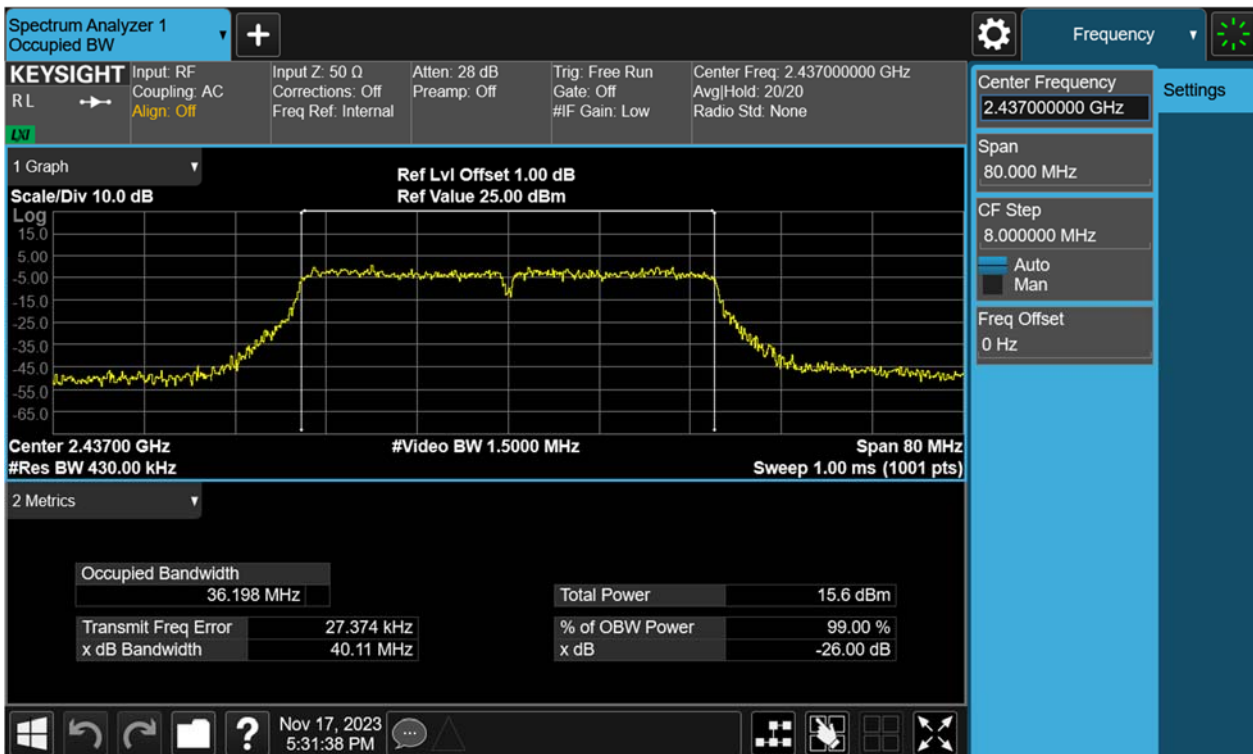 Spectrum Analyzer 1
Occupied BW
Frequency
KEYSIGHT
R L
LXI
Input: RF
Coupling: AC
Align: Off
Input Z: 50 Ω
Corrections: Off
Freq Ref: Internal
Atten: 28 dB
Preamp: Off
Trig: Free Run
Gate: Off
#IF Gain: Low
Center Freq: 2.437000000 GHz
Avg|Hold: 20/20
Radio Std: None
Center Frequency
2.437000000 GHz
Settings
Span
80.000 MHz
CF Step
8.000000 MHz
Auto
Man
Freq Offset
0 Hz
1 Graph
Scale/Div 10.0 dB
Ref Lvl Offset 1.00 dB
Ref Value 25.00 dBm
Log
15.0
5.00
-5.00
-15.0
-25.0
-35.0
-45.0
-55.0
-65.0
Center 2.43700 GHz
#Video BW 1.5000 MHz
Span 80 MHz
#Res BW 430.00 kHz
Sweep 1.00 ms (1001 pts)
2 Metrics
Occupied Bandwidth
36.198 MHz
Total Power 15.6 dBm
Transmit Freq Error 27.374 kHz
% of OBW Power 99.00 %
x dB Bandwidth 40.11 MHz
x dB -26.00 dB
?
Nov 17, 2023
5:31:38 PM